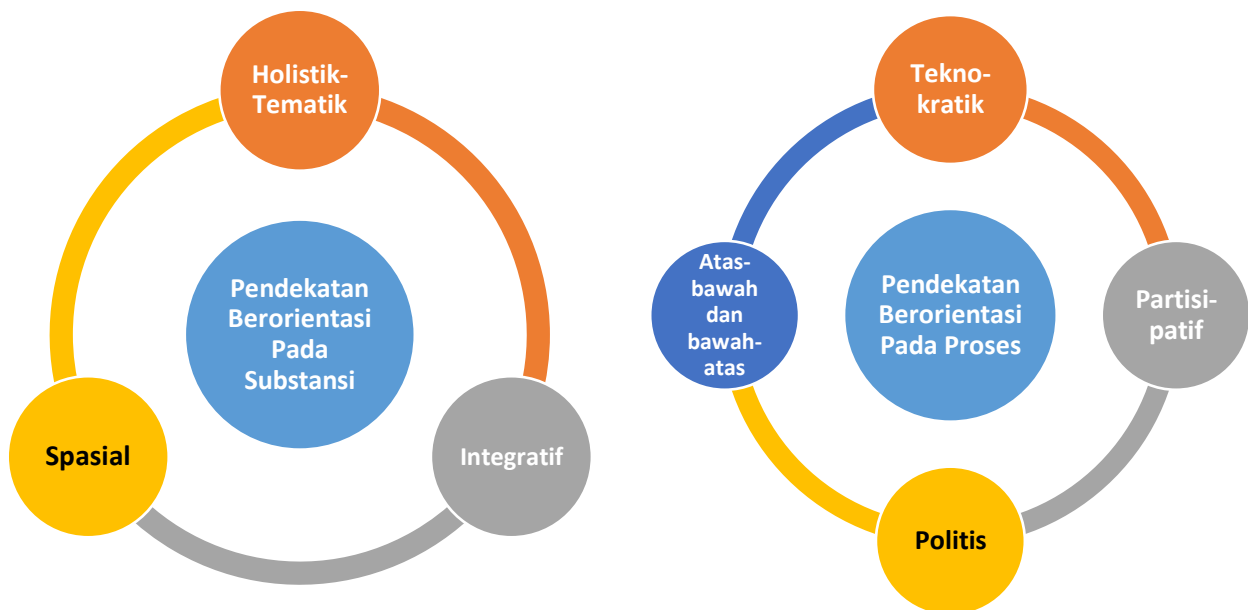 Holistik-
Tematik
Pendekatan
Berorientasi
Pada
Substansi
Spasial
Integratif
Tekno-
kratik
Atas-
bawah
dan
bawah-
atas
Pendekatan
Berorientasi
Pada Proses
Partisi-
patif
Politis